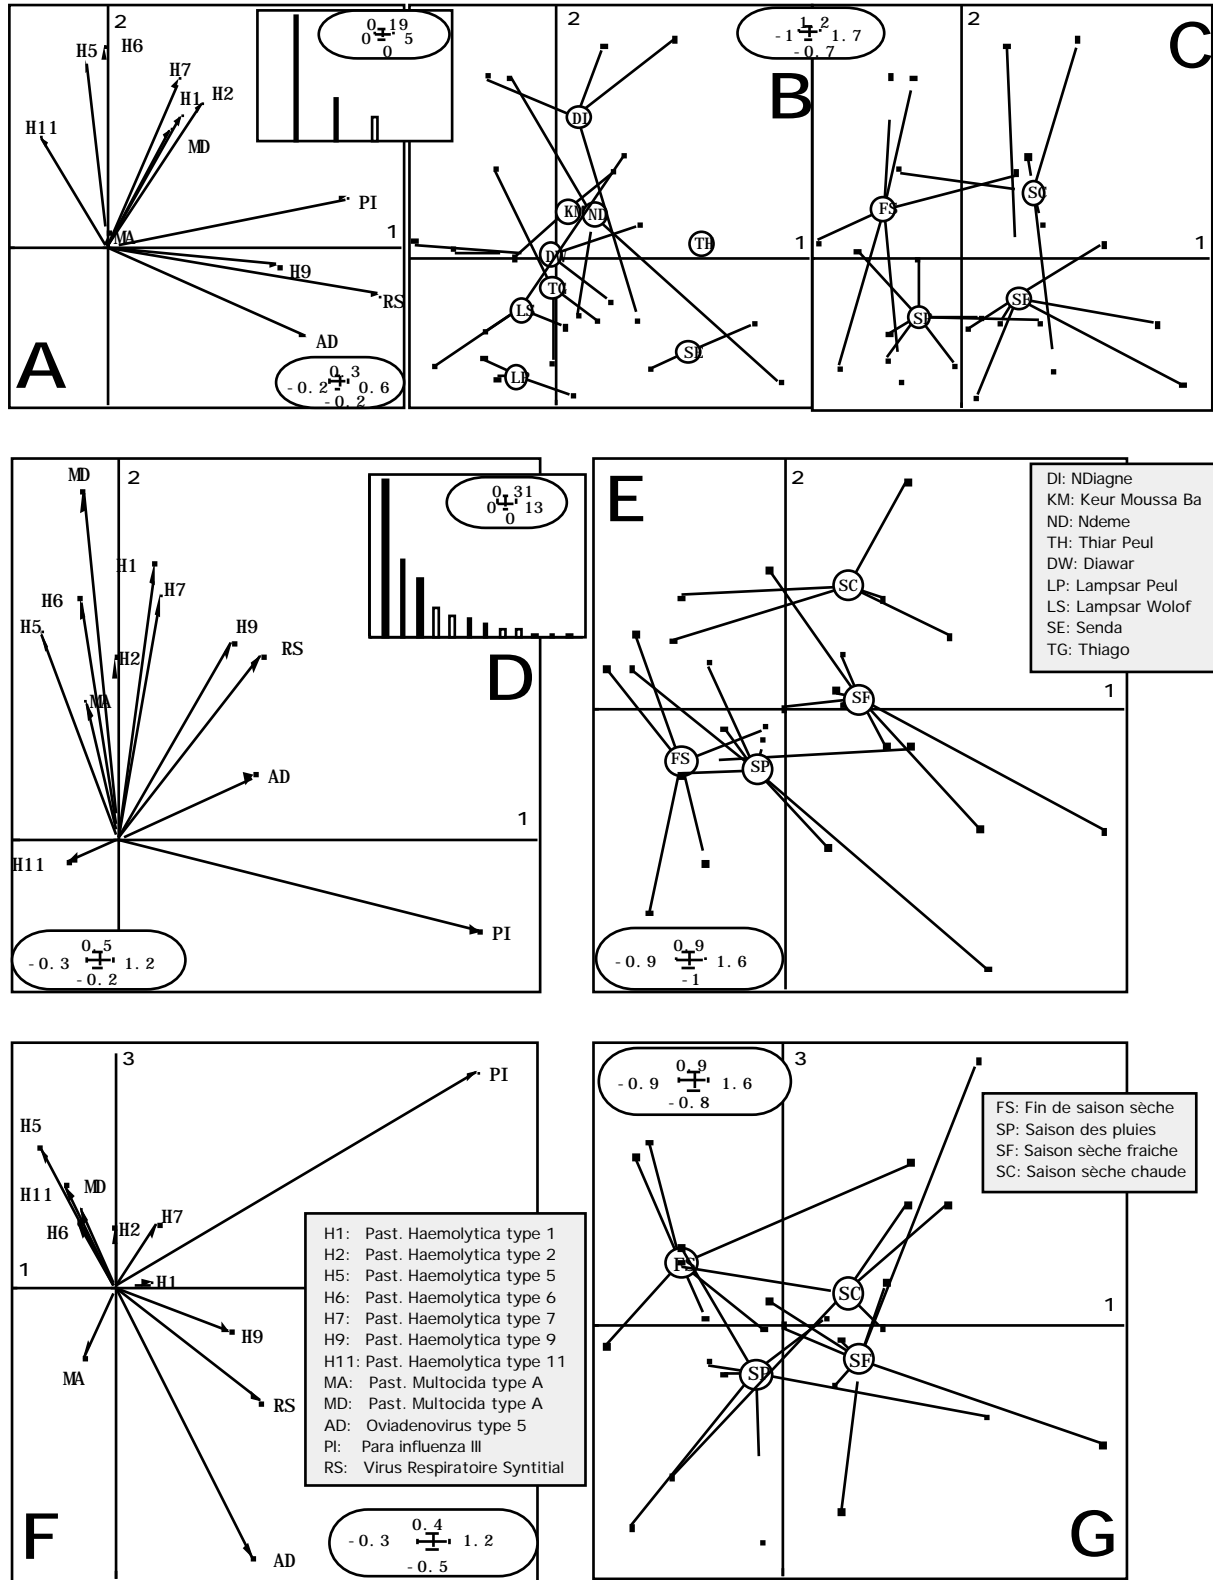 A
2
H5
H6
H7
H1
H2
H11
MD
PI
1
MA
H9
RS
AD
0.19
0 5
0
0.3
-0.2 0.6
-0.2
B
2
1.2
-1 1.7
-0.7
DI
KM
ND
TH
1
DW
TG
LS
LP
SE
C
2
FS
SC
1
SP
SF
D
MD
2
H1
H7
H6
H5
H9
RS
H2
MA
AD
1
H11
PI
0.31
0 13
0
0.5
-0.3 1.2
-0.2
E
2
SC
1
SF
FS
SP
0.9
-0.9 1.6
-1
DI: NDiagne
KM: Keur Moussa Ba
ND: Ndeme
TH: Thiar Peul
DW: Diawar
LP: Lampsar Peul
LS: Lampsar Wolof
SE: Senda
TG: Thiago
F
3
PI
H5
H11
MD
H6
H2
H7
1
H1
H9
MA
RS
AD
H1: Past. Haemolytica type 1
H2: Past. Haemolytica type 2
H5: Past. Haemolytica type 5
H6: Past. Haemolytica type 6
H7: Past. Haemolytica type 7
H9: Past. Haemolytica type 9
H11: Past. Haemolytica type 11
MA: Past. Multocida type A
MD: Past. Multocida type A
AD: Oviadenovirus type 5
PI: Para influenza III
RS: Virus Respiratoire Syntitial
0.4
-0.3 1.2
-0.5
G
0.9
-0.9 1.6
-0.8
3
FS
SC
1
SP
SF
FS: Fin de saison sèche
SP: Saison des pluies
SF: Saison sèche fraiche
SC: Saison sèche chaude